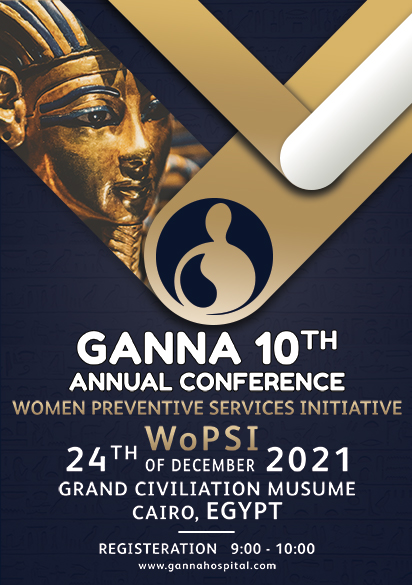 GANNA 10TH
ANNUAL CONFERENCE
WOMEN PREVENTIVE SERVICES INITIATIVE
WoPSI
24TH OF DECEMBER 2021
GRAND CIVILIATION MUSUME
CAIRO, EGYPT
REGISTERATION 9:00 - 10:00
www.gannahospital.com